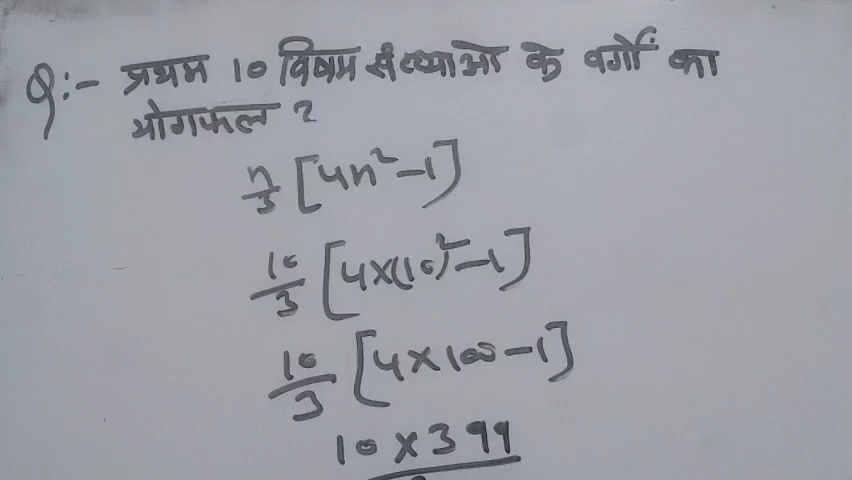 Q:- प्रथम 10 विषम संख्याओ के वर्गों का
योगफल ?
n/3 [4n²-1]
10/3 [4×(10)²-1]
10/3 [4×100-1]
10×399